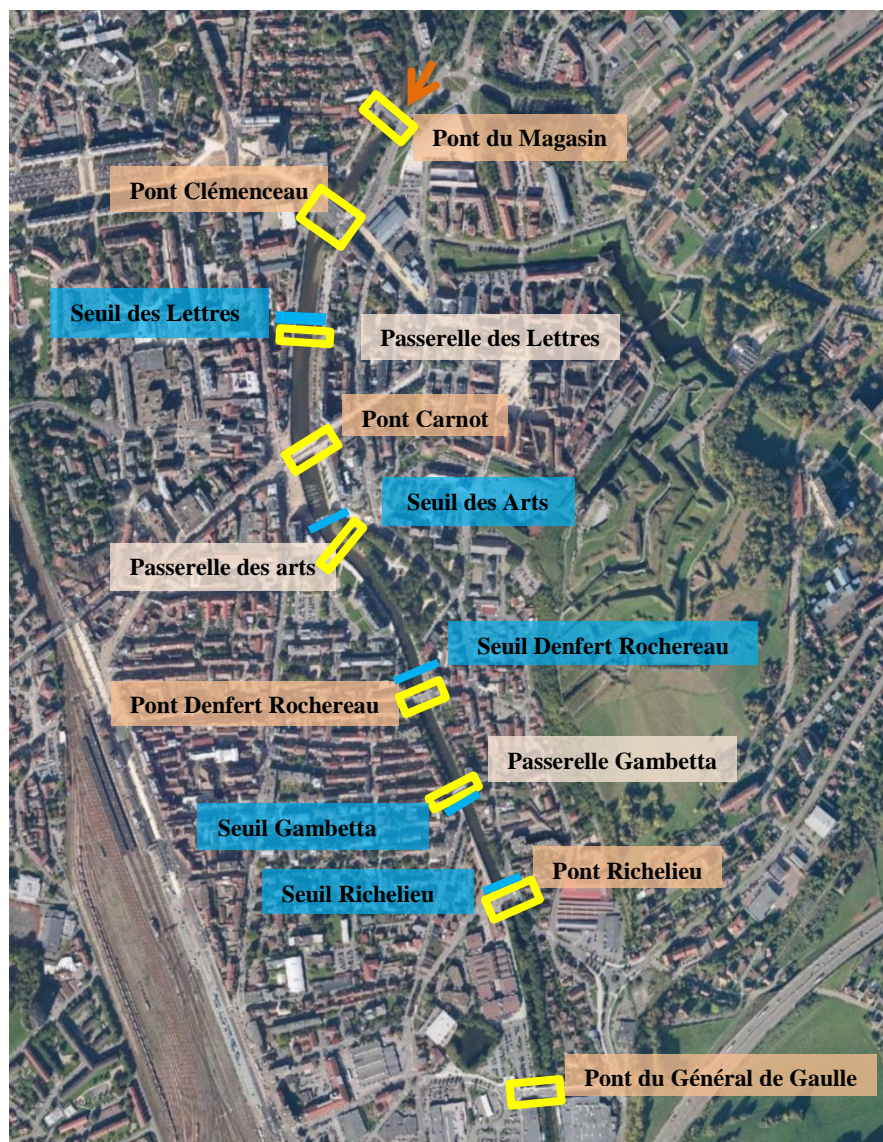 Pont du Magasin
Pont Clémenceau
Seuil des Lettres
Passerelle des Lettres
Pont Carnot
Seuil des Arts
Passerelle des arts
Seuil Denfert Rochereau
Pont Denfert Rochereau
Passerelle Gambetta
Seuil Gambetta
Pont Richelieu
Seuil Richelieu
Pont du Général de Gaulle